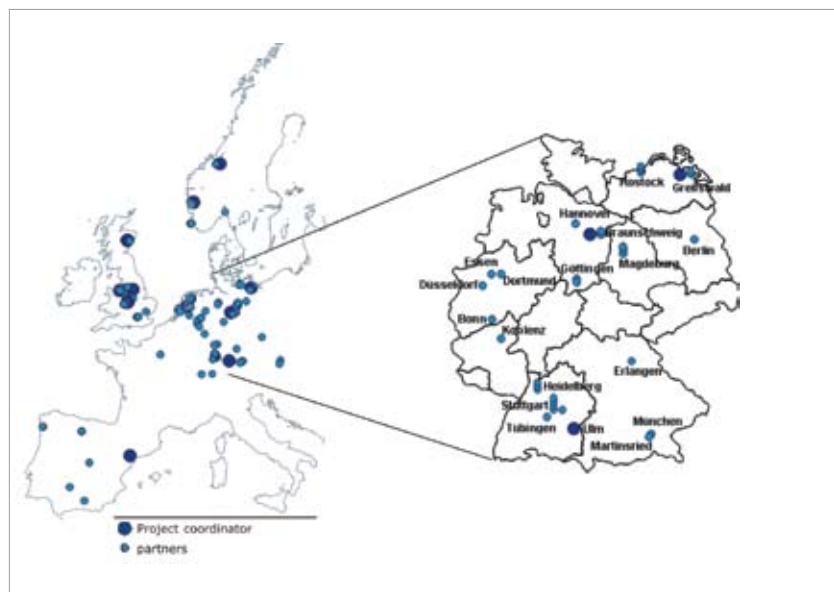 Rostock
Greifswald
Hannover
Braunschweig
Berlin
Magdeburg
Essen
Dortmund
Göttingen
Düsseldorf
Bonn
Koblenz
Erlangen
Heidelberg
Stuttgart
Tübingen
Ulm
München
Martinsried
Project coordinator
partners